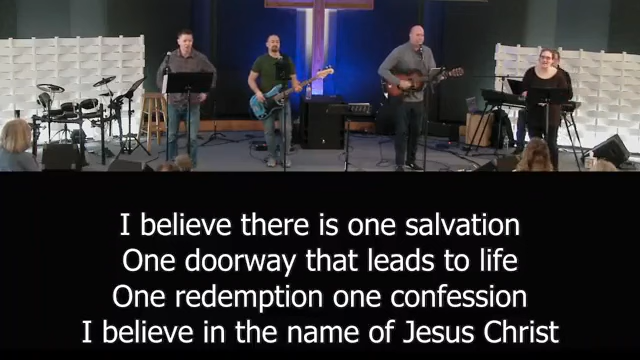 I believe there is one salvation
One doorway that leads to life
One redemption one confession
I believe in the name of Jesus Christ